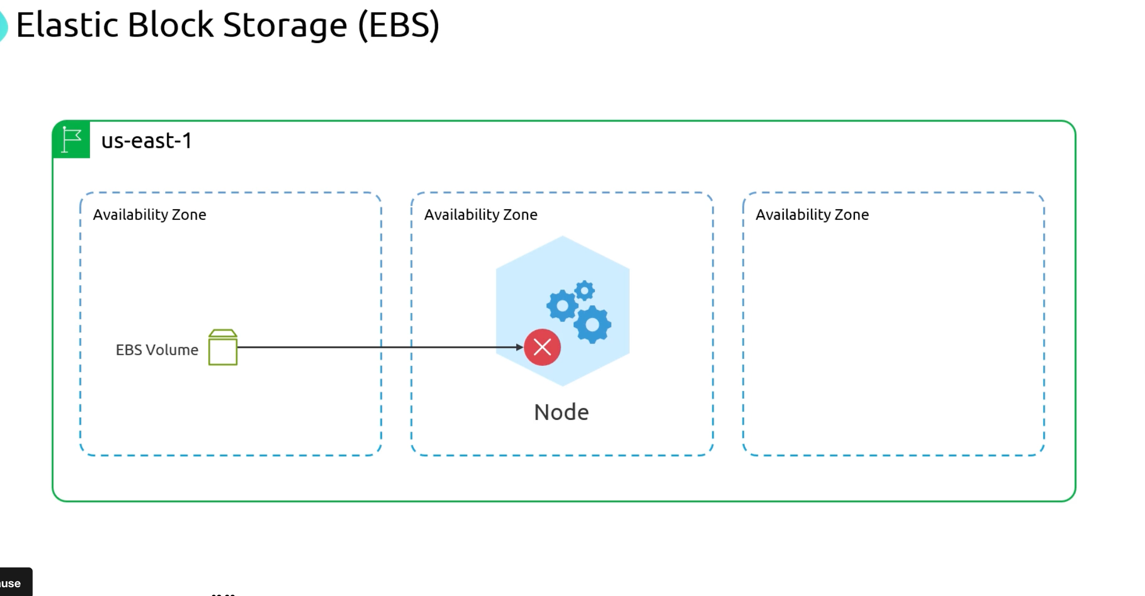 Elastic Block Storage (EBS)
us-east-1
Availability Zone
Availability Zone
Availability Zone
EBS Volume
Node